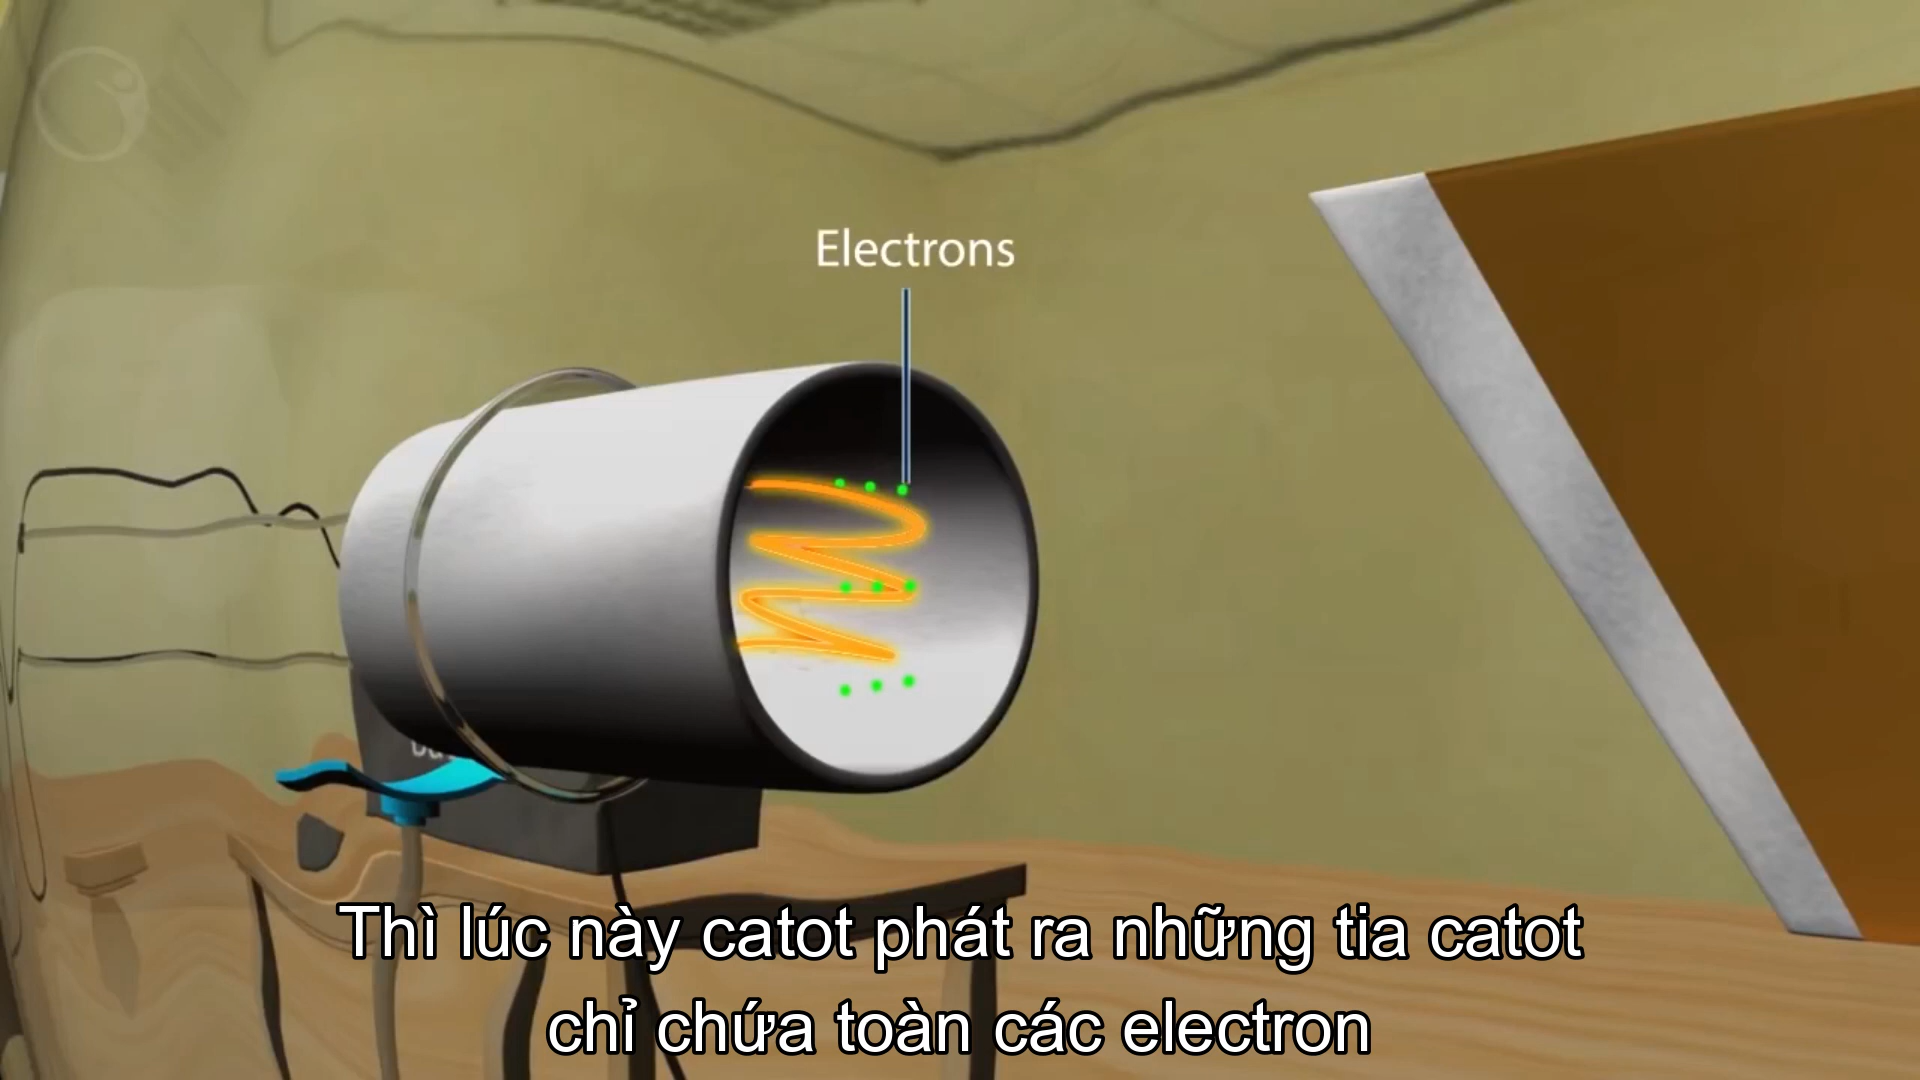 Electrons
Thì lúc này catot phát ra những tia catot
chỉ chứa toàn các electron